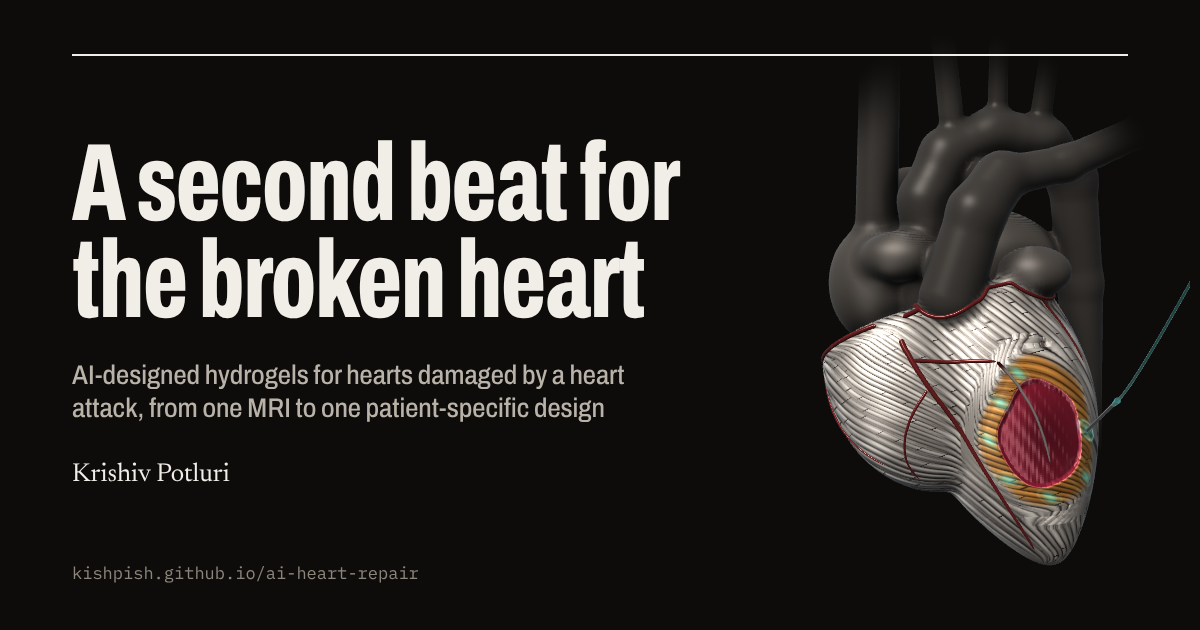 A second beat for
the broken heart
AI-designed hydrogels for hearts damaged by a heart
attack, from one MRI to one patient-specific design
Krishiv Potluri
kishpish.github.io/ai-heart-repair